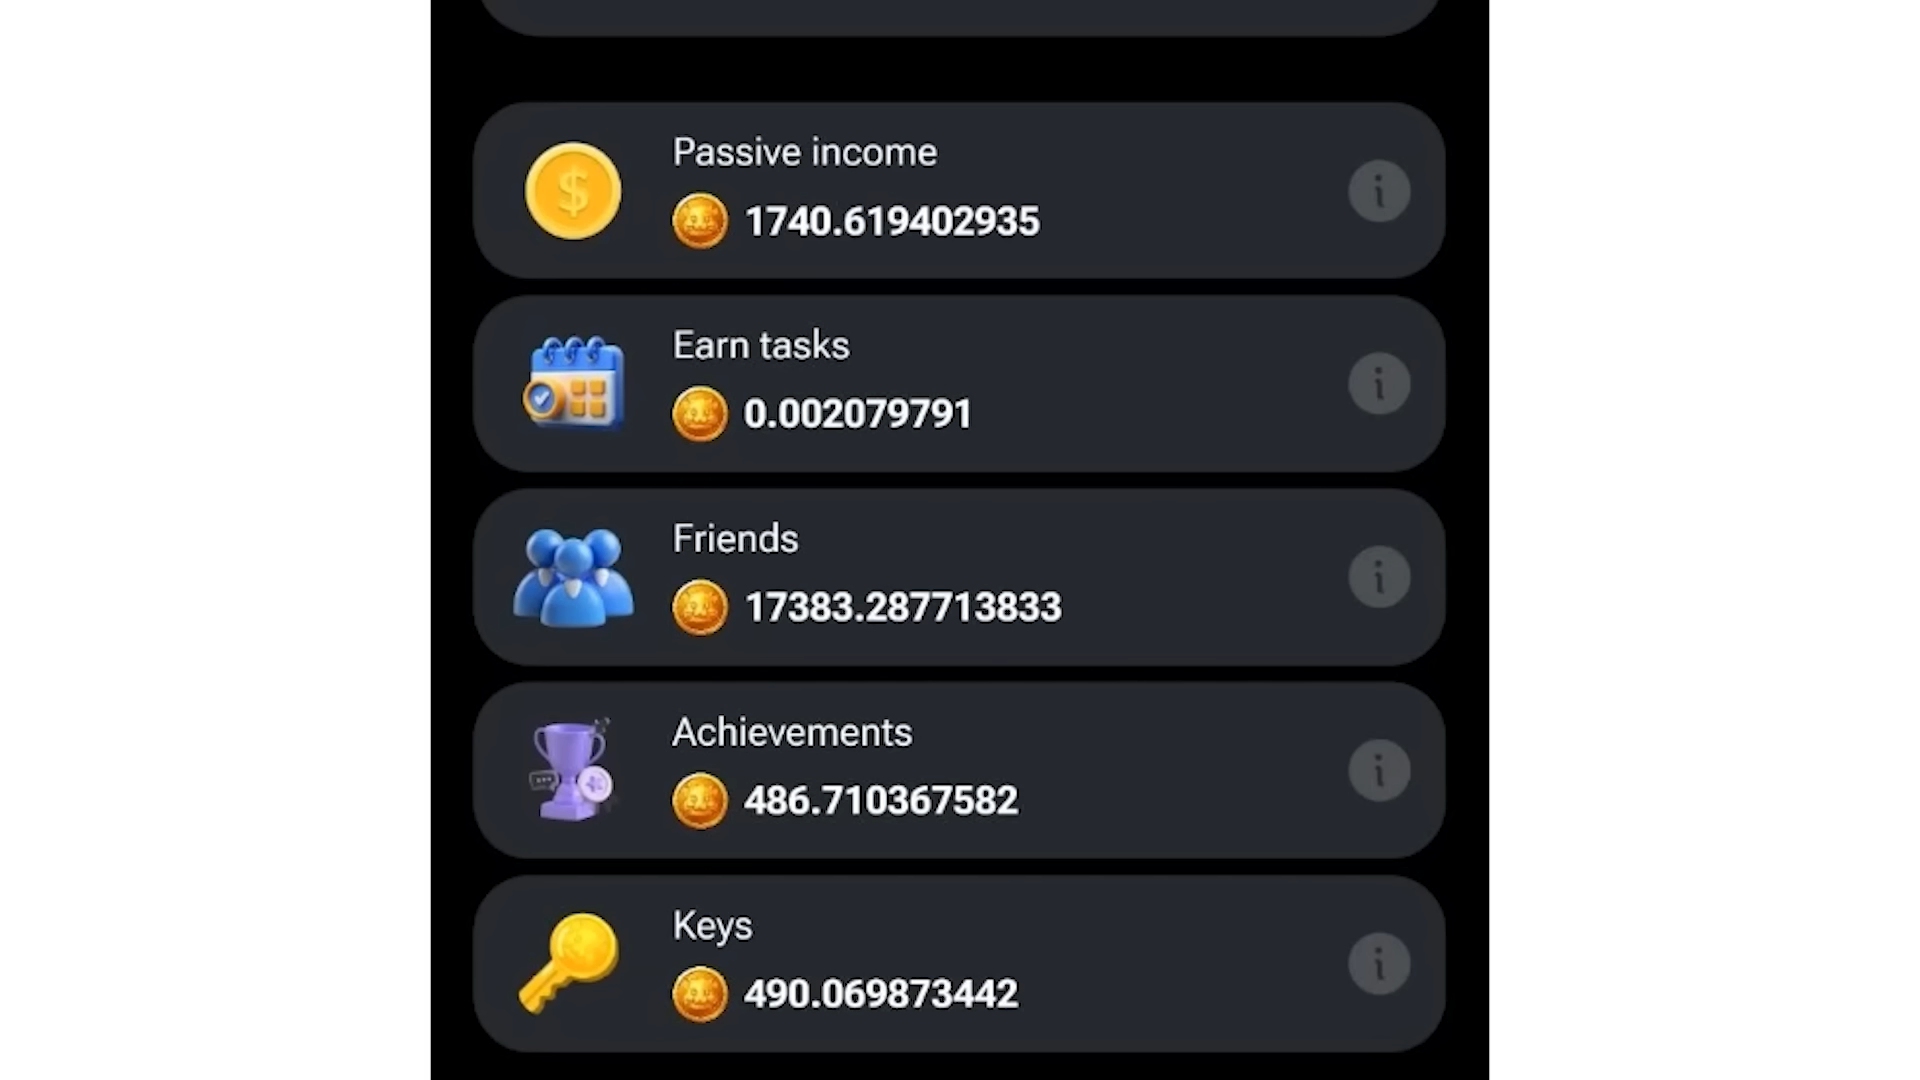 Passive income
1740.619402935
Earn tasks
0.002079791
Friends
17383.287713833
Achievements
486.710367582
Keys
490.069873442